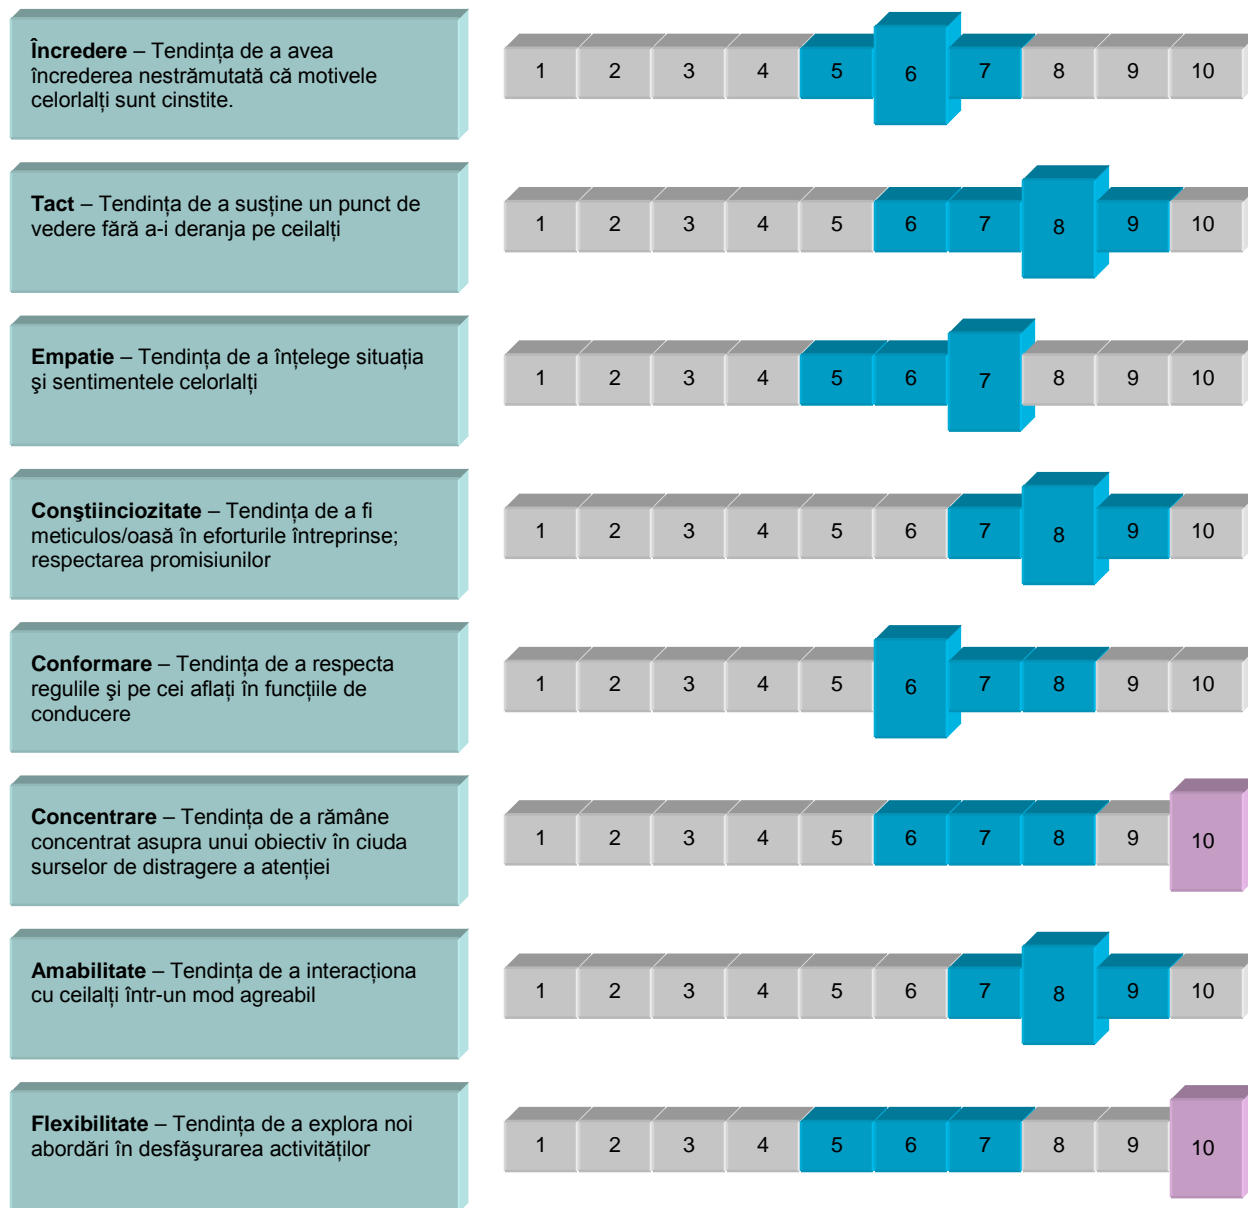 Încredere – Tendința de a avea
încrederea nestrămutată că motivele
celorlalți sunt cinstite.
1 2 3 4 5 6 7 8 9 10
Tact – Tendința de a susține un punct de
vedere fără a-i deranja pe ceilalți
1 2 3 4 5 6 7 8 9 10
Empatie – Tendința de a înțelege situația
şi sentimentele celorlalți
1 2 3 4 5 6 7 8 9 10
Conştiinciozitate – Tendința de a fi
meticulos/oasă în eforturile întreprinse;
respectarea promisiunilor
1 2 3 4 5 6 7 8 9 10
Conformare – Tendința de a respecta
regulile şi pe cei aflați în funcțiile de
conducere
1 2 3 4 5 6 7 8 9 10
Concentrare – Tendința de a rămâne
concentrat asupra unui obiectiv în ciuda
surselor de distragere a atenției
1 2 3 4 5 6 7 8 9 10
Amabilitate – Tendința de a interacționa
cu ceilalți într-un mod agreabil
1 2 3 4 5 6 7 8 9 10
Flexibilitate – Tendința de a explora noi
abordări în desfăşurarea activităților
1 2 3 4 5 6 7 8 9 10